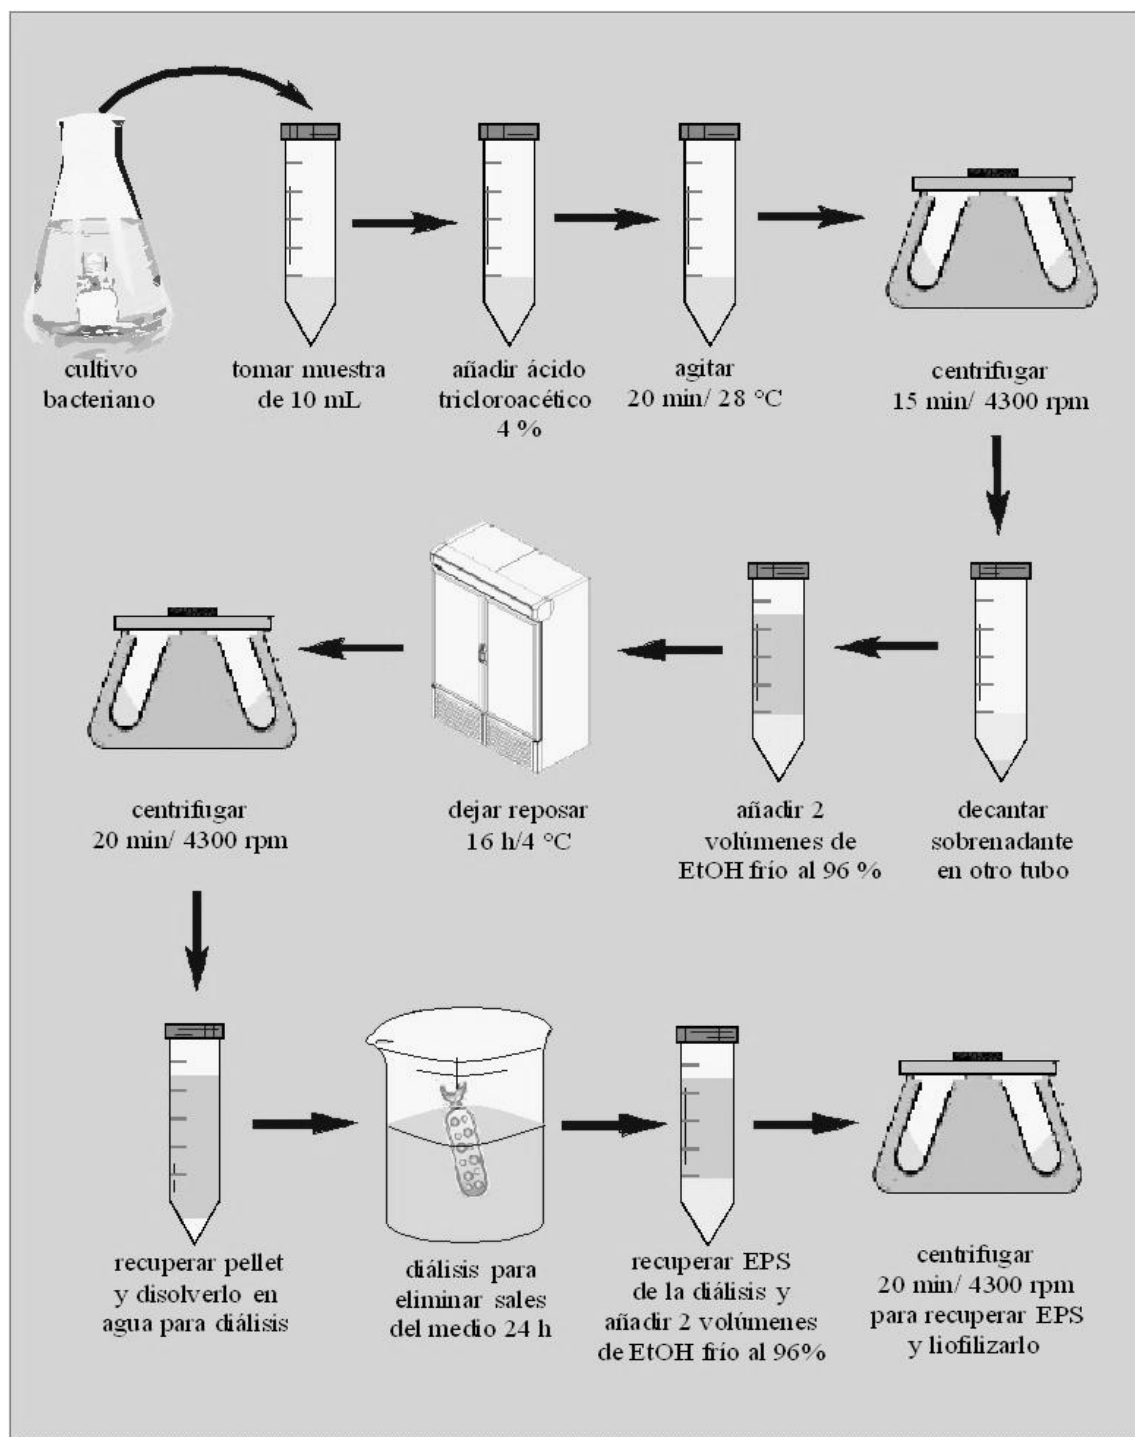 cultivo
bacteriano
tomar muestra
de 10 mL
añadir ácido
tricloroacético
4 %
agitar
20 min/ 28 °C
centrifugar
15 min/ 4300 rpm
decantar
sobrenadante
en otro tubo
añadir 2
volúmenes de
EtOH frío al 96 %
dejar reposar
16 h/4 °C
centrifugar
20 min/ 4300 rpm
recuperar pellet
y disolverlo en
agua para diálisis
diálisis para
eliminar sales
del medio 24 h
recuperar EPS
de la diálisis y
añadir 2 volúmenes
de EtOH frío al 96%
centrifugar
20 min/ 4300 rpm
para recuperar EPS
y liofilizarlo